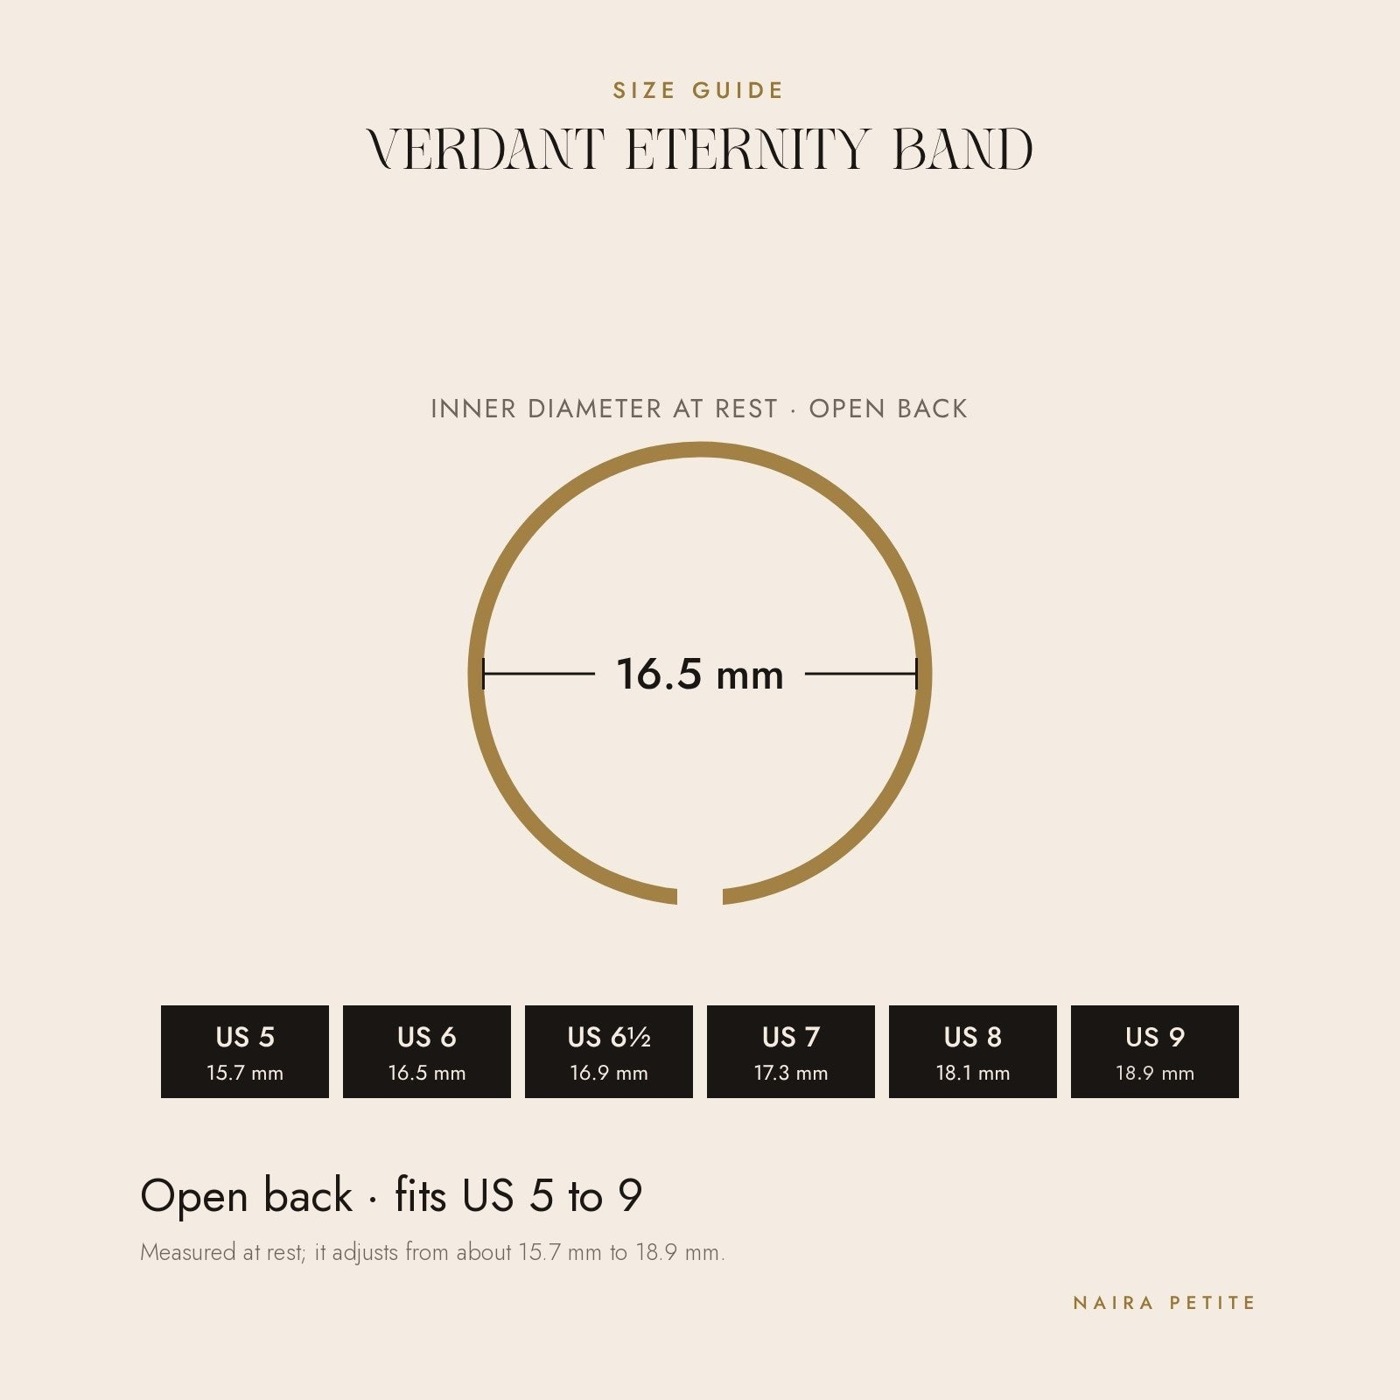 SIZE GUIDE
VERDANT ETERNITY BAND
INNER DIAMETER AT REST · OPEN BACK
16.5 mm
US 5 US 6 US 6½ US 7 US 8 US 9
15.7 mm 16.5 mm 16.9 mm 17.3 mm 18.1 mm 18.9 mm
Open back · fits US 5 to 9
Measured at rest; it adjusts from about 15.7 mm to 18.9 mm.
NAIRA PETITE